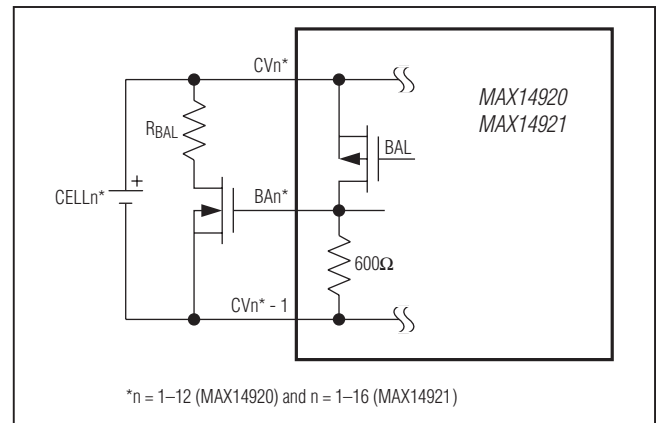 CVn*
MAX14920
MAX14921
RBAL
BAL
CELLn*
+
BAn*
600Ω
CVn* - 1
*n = 1–12 (MAX14920) and n = 1–16 (MAX14921)